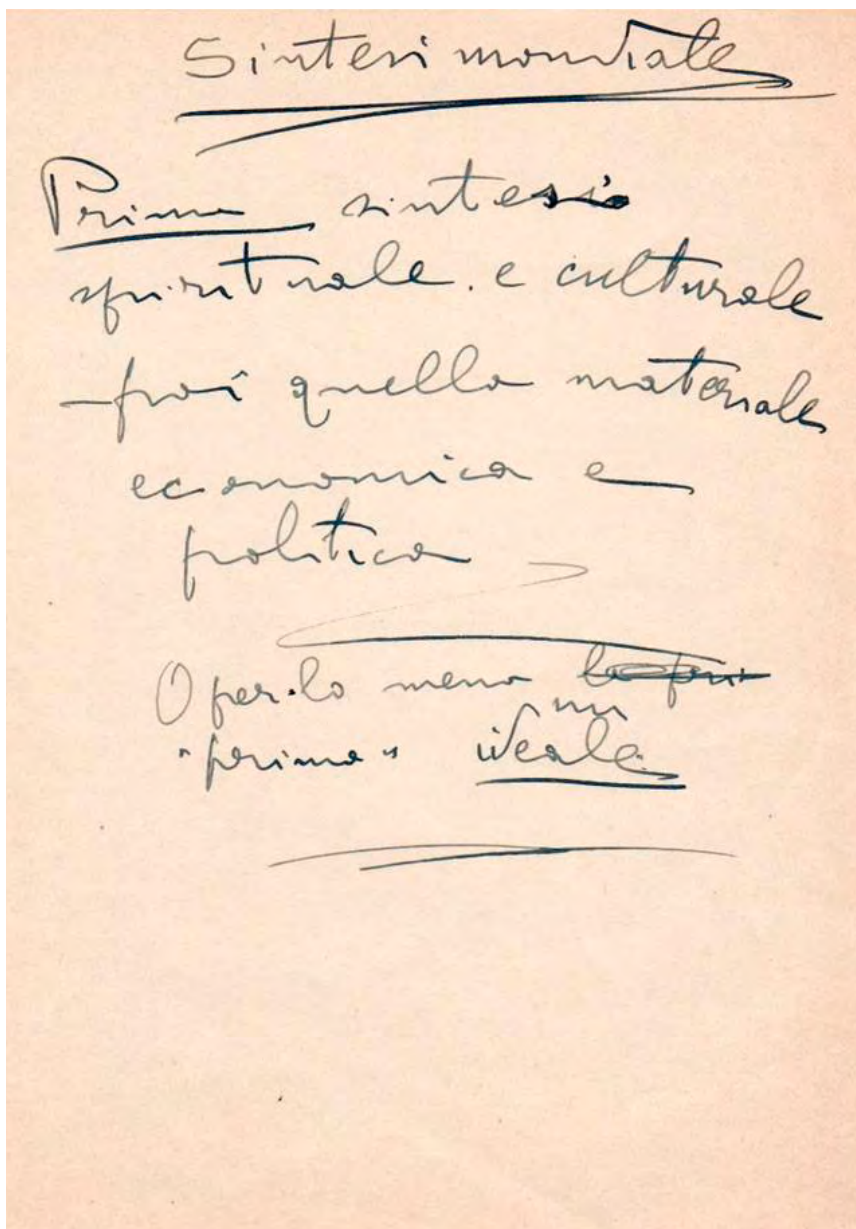 Sintesi mondiale
Prima sintesi
spirituale. e culturale
-poi quella materiale
economica e
politica
O per-lo meno
un
"prima" ideale.